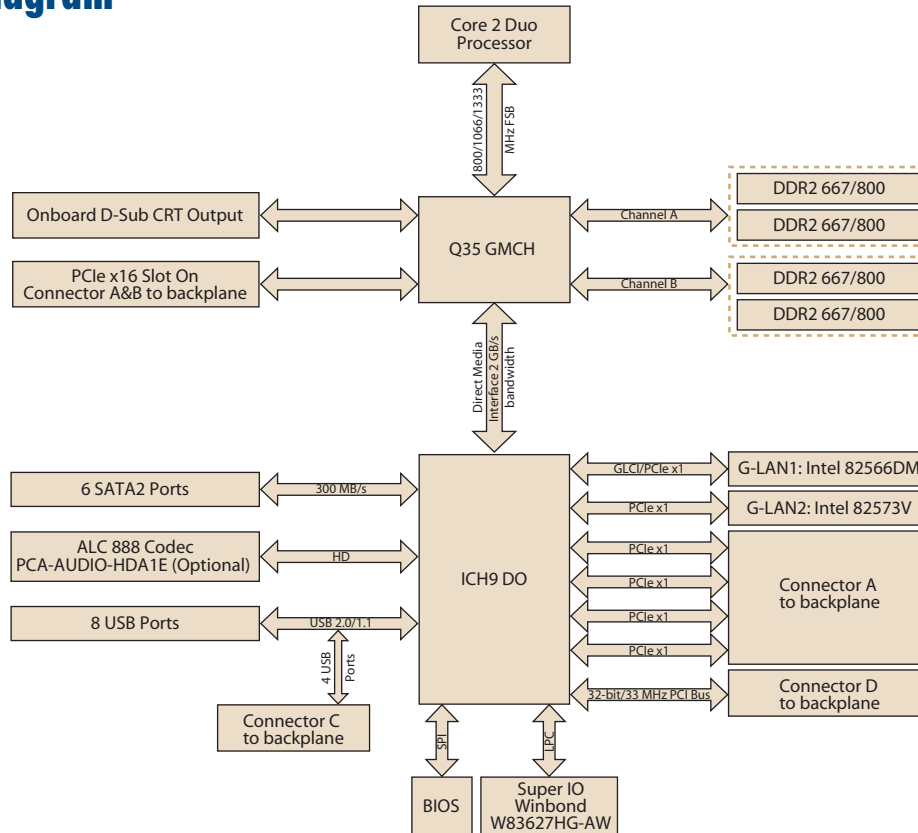 Core 2 Duo
Processor
800/1066/1333
MHz FSB
Onboard D-Sub CRT Output
PCIe x16 Slot On
Connector A&B to backplane
Q35 GMCH
Channel A
Channel B
DDR2 667/800
DDR2 667/800
DDR2 667/800
DDR2 667/800
Direct Media
Interface 2 GB/s
bandwidth
6 SATA2 Ports
300 MB/s
ALC 888 Codec
PCA-AUDIO-HDA1E (Optional)
HD
8 USB Ports
USB 2.0/1.1
4 USB
Ports
Connector C
to backplane
ICH9 DO
GLCI/PCIe x1
G-LAN1: Intel 82566DM
PCIe x1
G-LAN2: Intel 82573V
PCIe x1
PCIe x1
PCIe x1
PCIe x1
Connector A
to backplane
32-bit/33 MHz PCI Bus
Connector D
to backplane
SPI
LPC
BIOS
Super IO
Winbond
W83627HG-AW